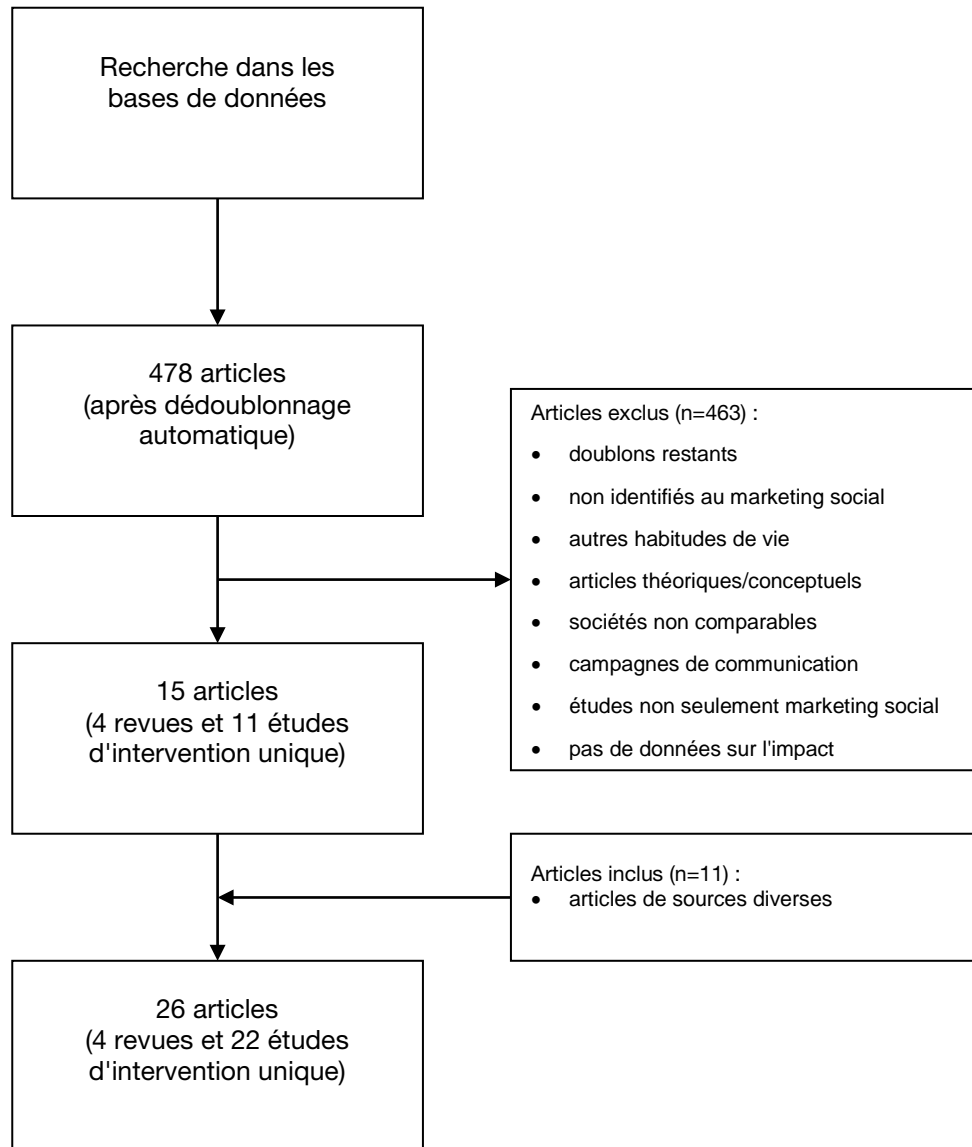 Recherche dans les
bases de données
478 articles
(après dédoublonnage
automatique)
Articles exclus (n=463) :
• doublons restants
• non identifiés au marketing social
• autres habitudes de vie
• articles théoriques/conceptuels
• sociétés non comparables
• campagnes de communication
• études non seulement marketing social
• pas de données sur l'impact
15 articles
(4 revues et 11 études
d'intervention unique)
Articles inclus (n=11) :
• articles de sources diverses
26 articles
(4 revues et 22 études
d'intervention unique)